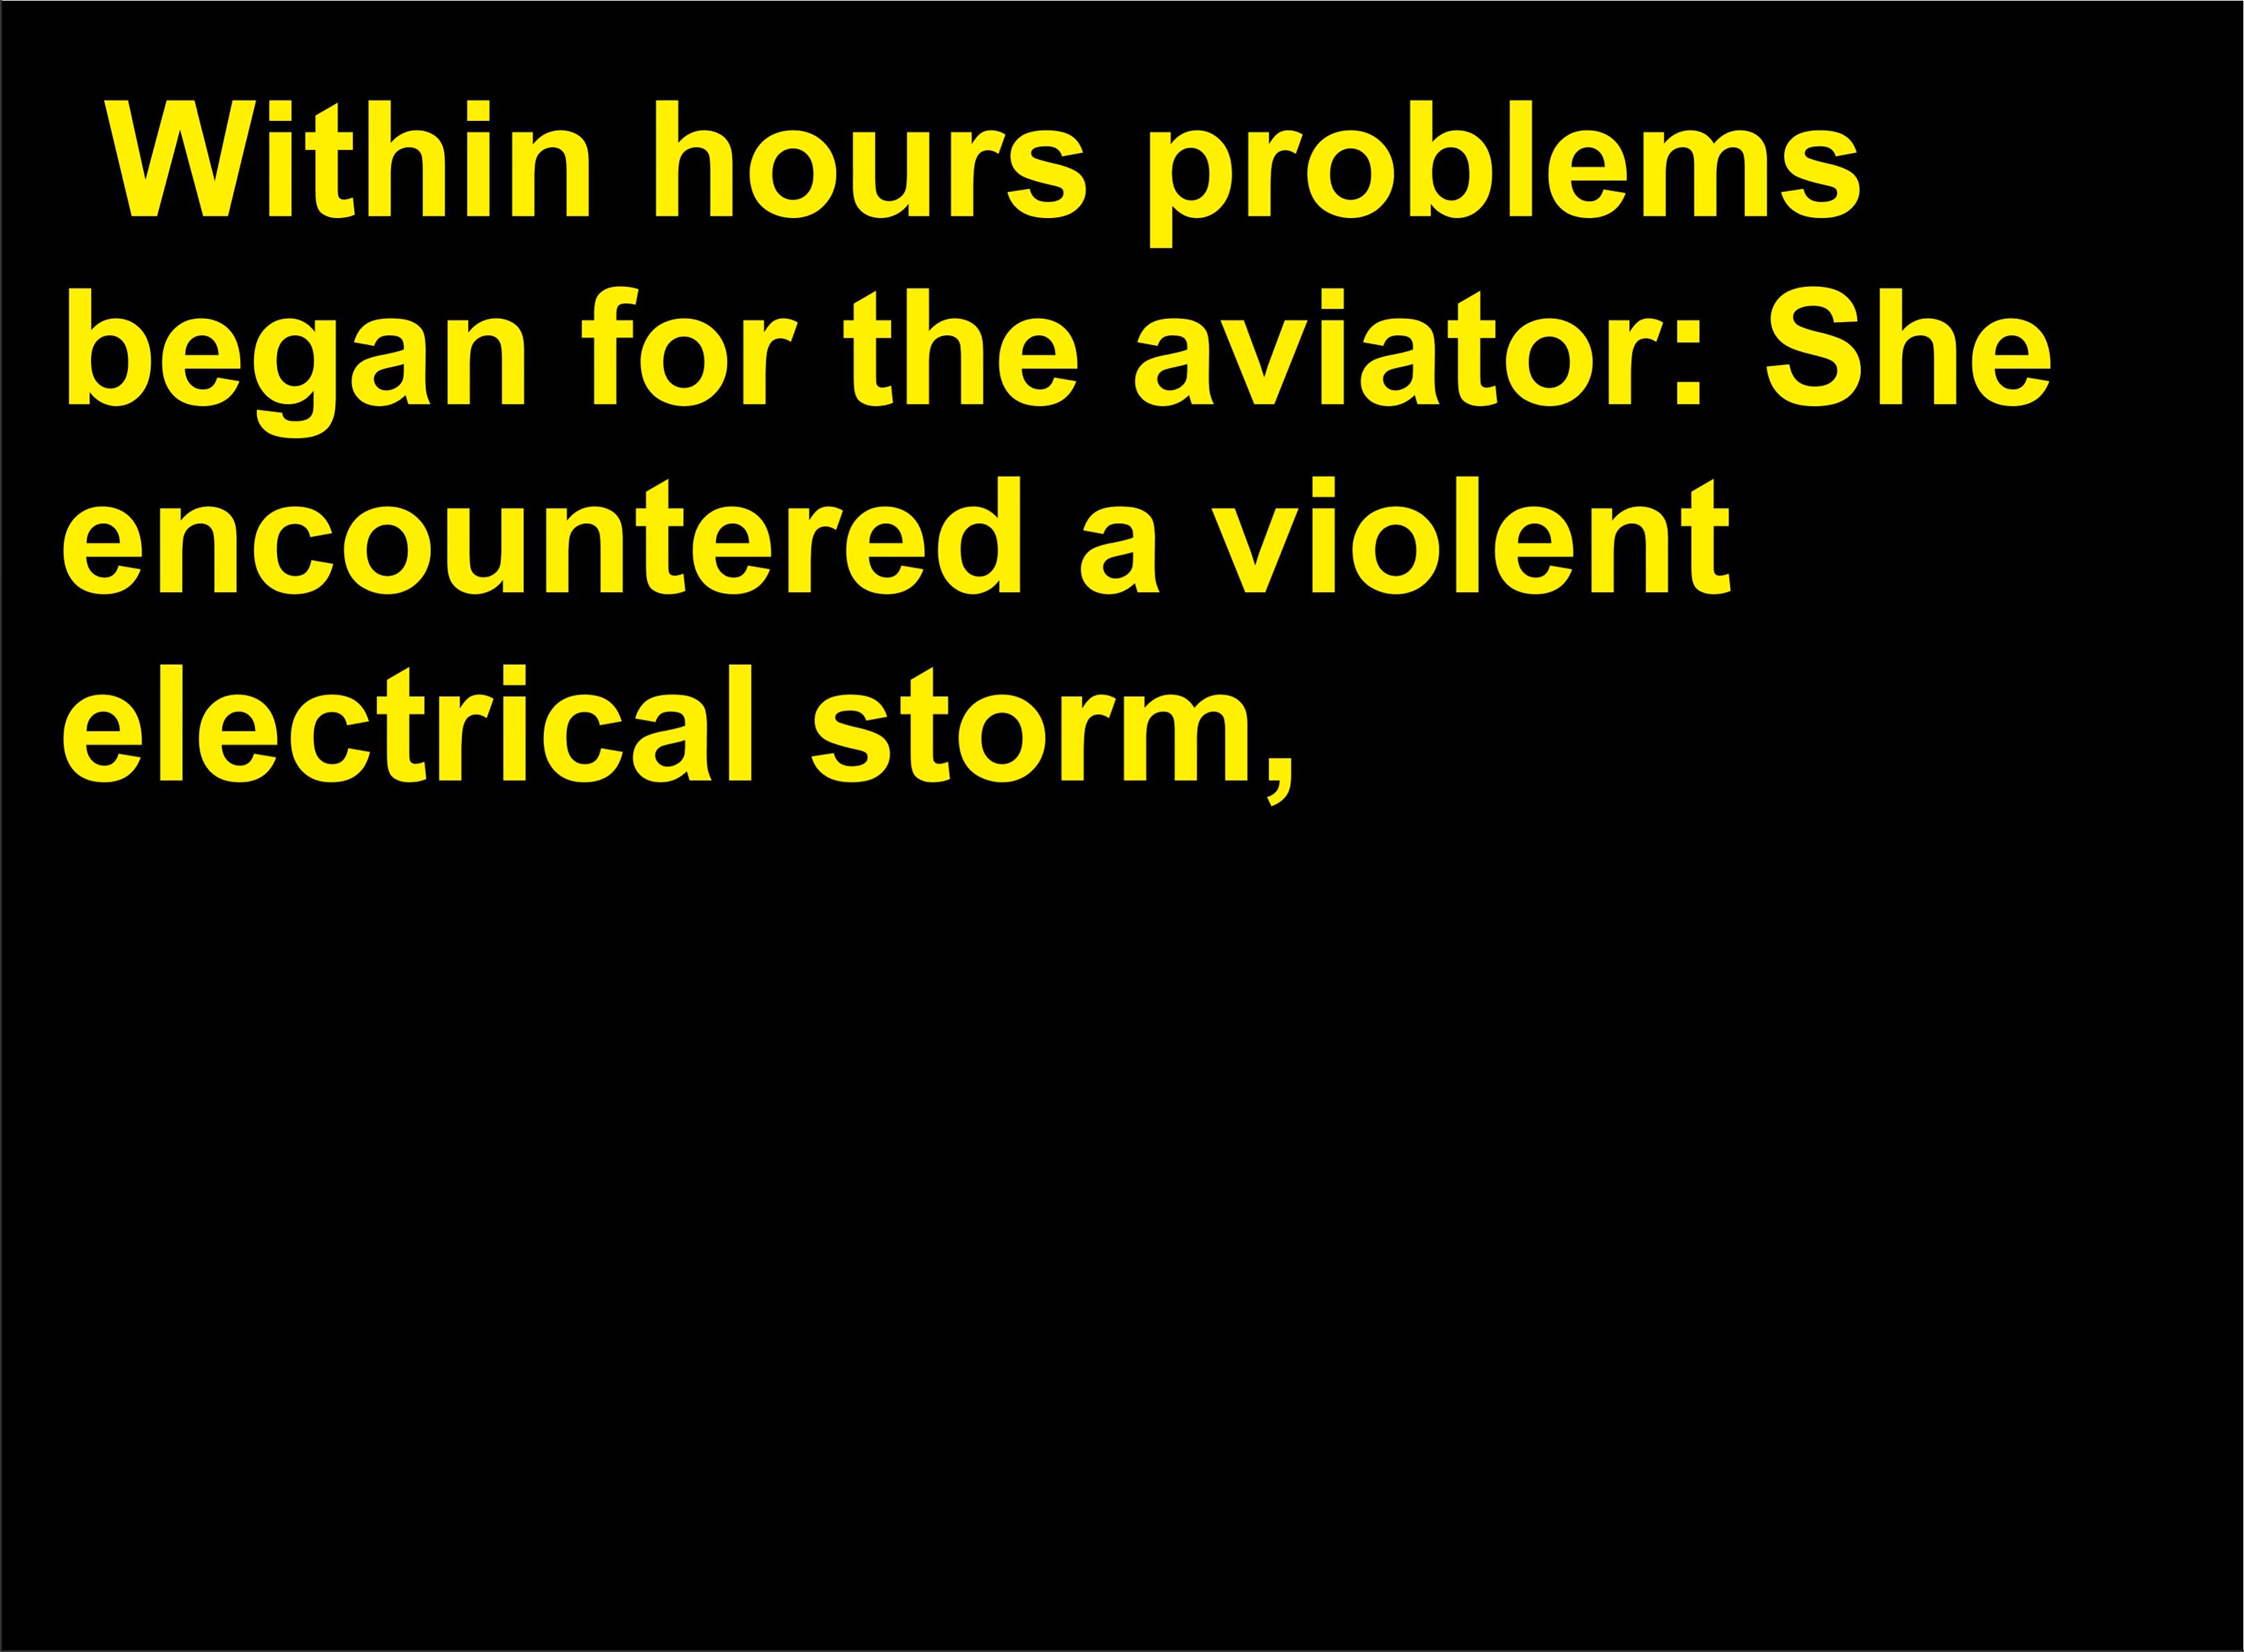 Within hours problems
began for the aviator: She
encountered a violent
electrical storm,